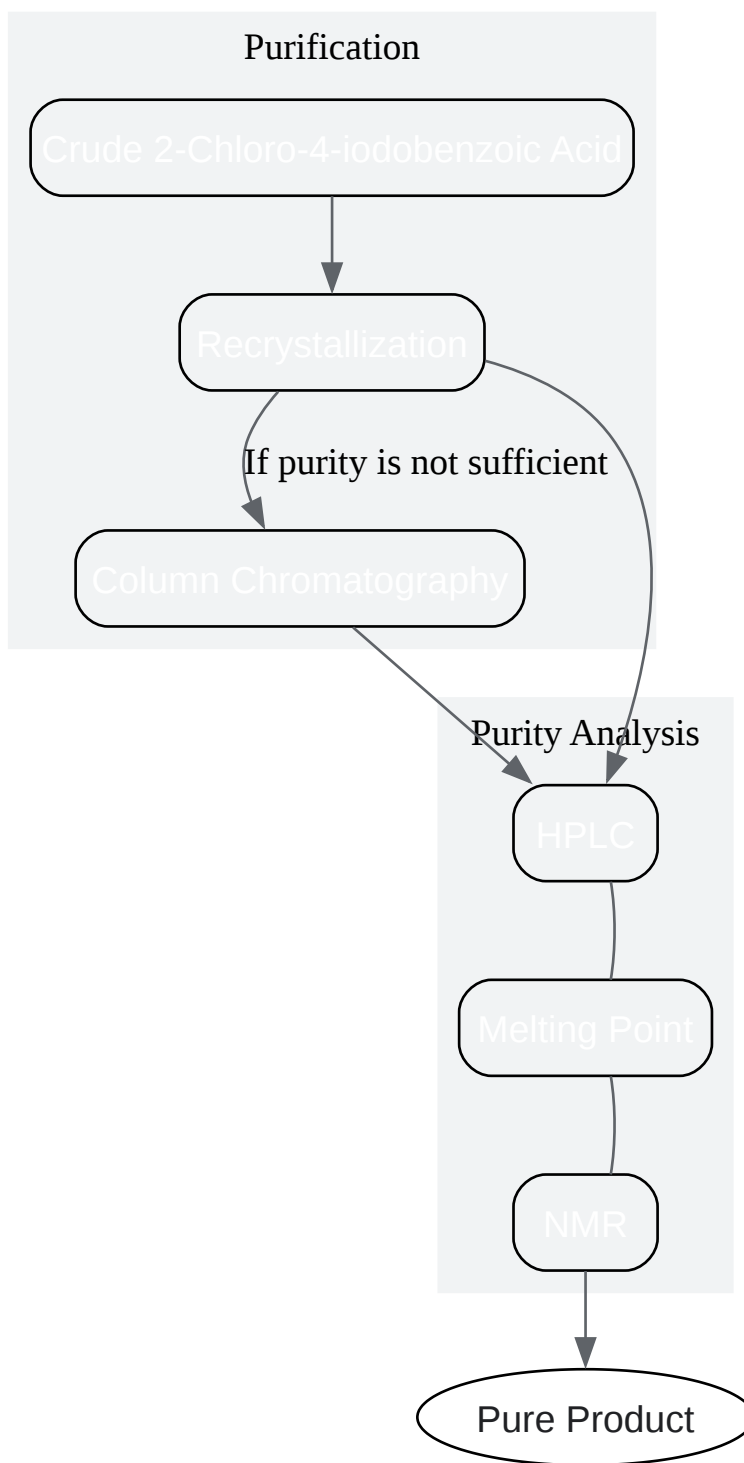 Purification
Crude 2-Chloro-4-iodobenzoic Acid
Recrystallization
If purity is not sufficient
Column Chromatography
Purity Analysis
HPLC
Melting Point
NMR
Pure Product